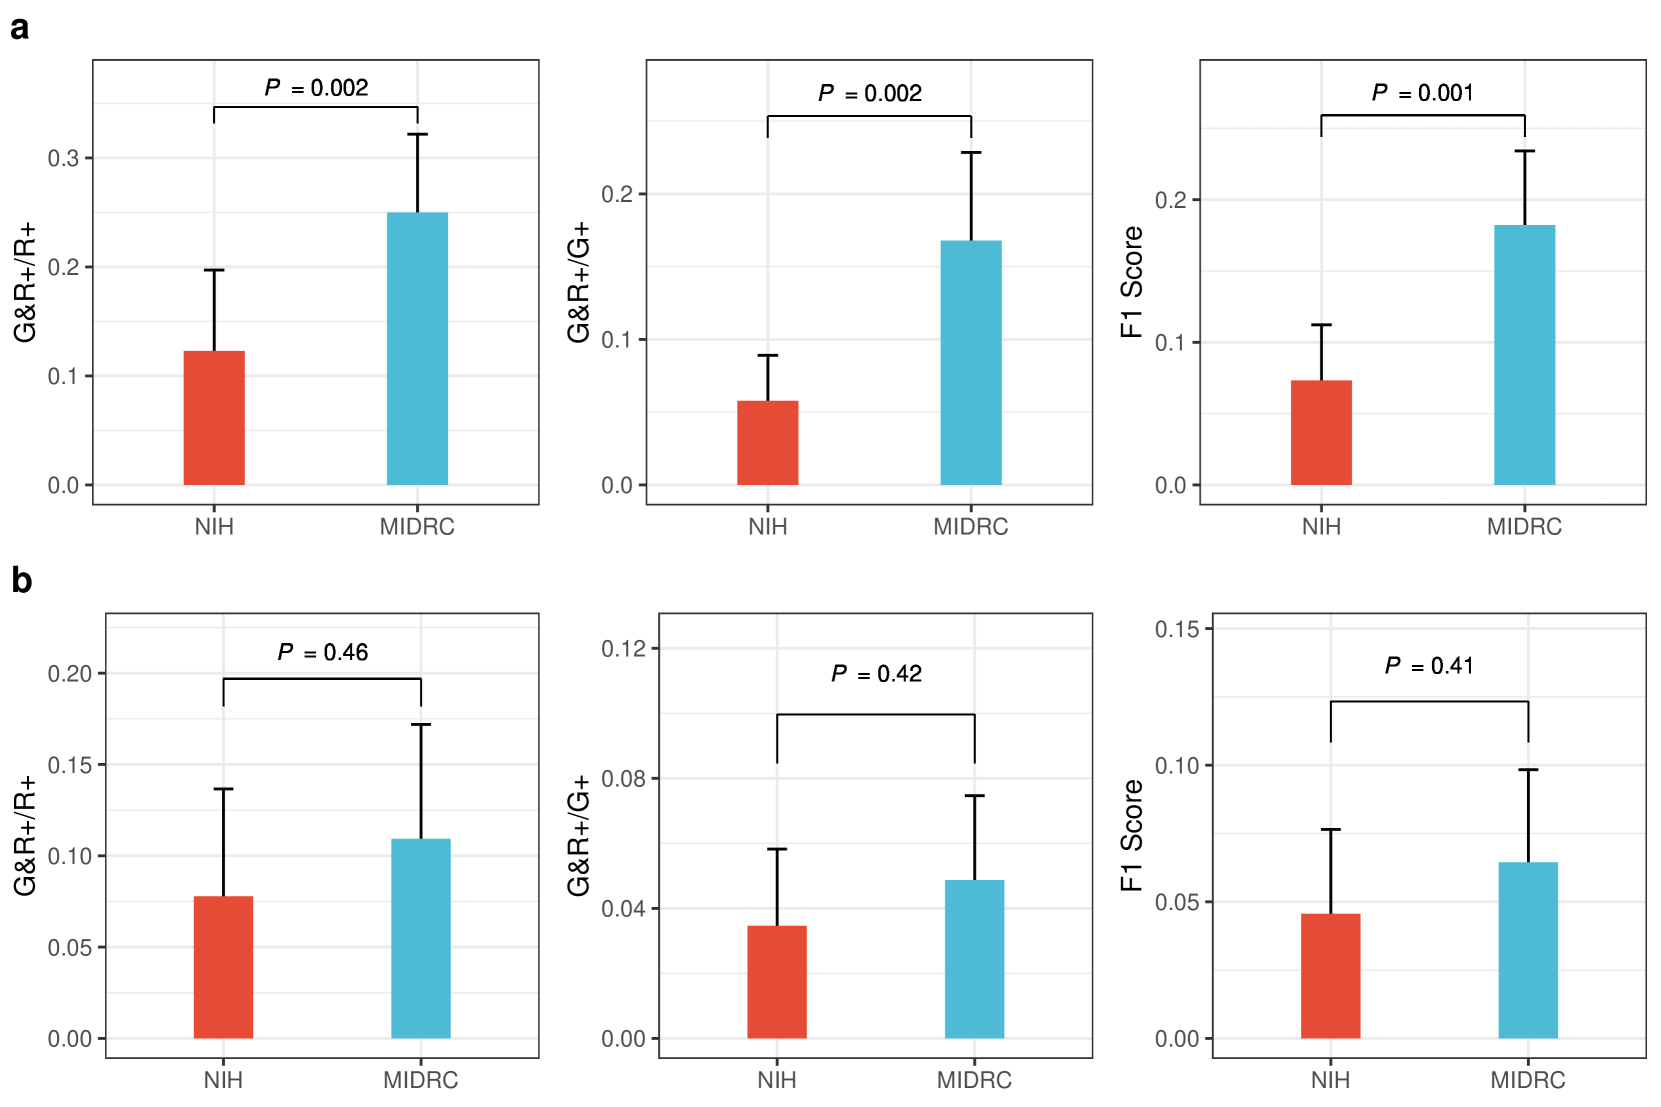 a
P = 0.002
G&R+/R+
0.3
0.2
0.1
0.0
NIH MIDRC
P = 0.002
G&R+/G+
0.2
0.1
0.0
NIH MIDRC
P = 0.001
F1 Score
0.2
0.1
0.0
NIH MIDRC
b
P = 0.46
G&R+/R+
0.20
0.15
0.10
0.05
0.00
NIH MIDRC
P = 0.42
G&R+/G+
0.12
0.08
0.04
0.00
NIH MIDRC
P = 0.41
F1 Score
0.15
0.10
0.05
0.00
NIH MIDRC